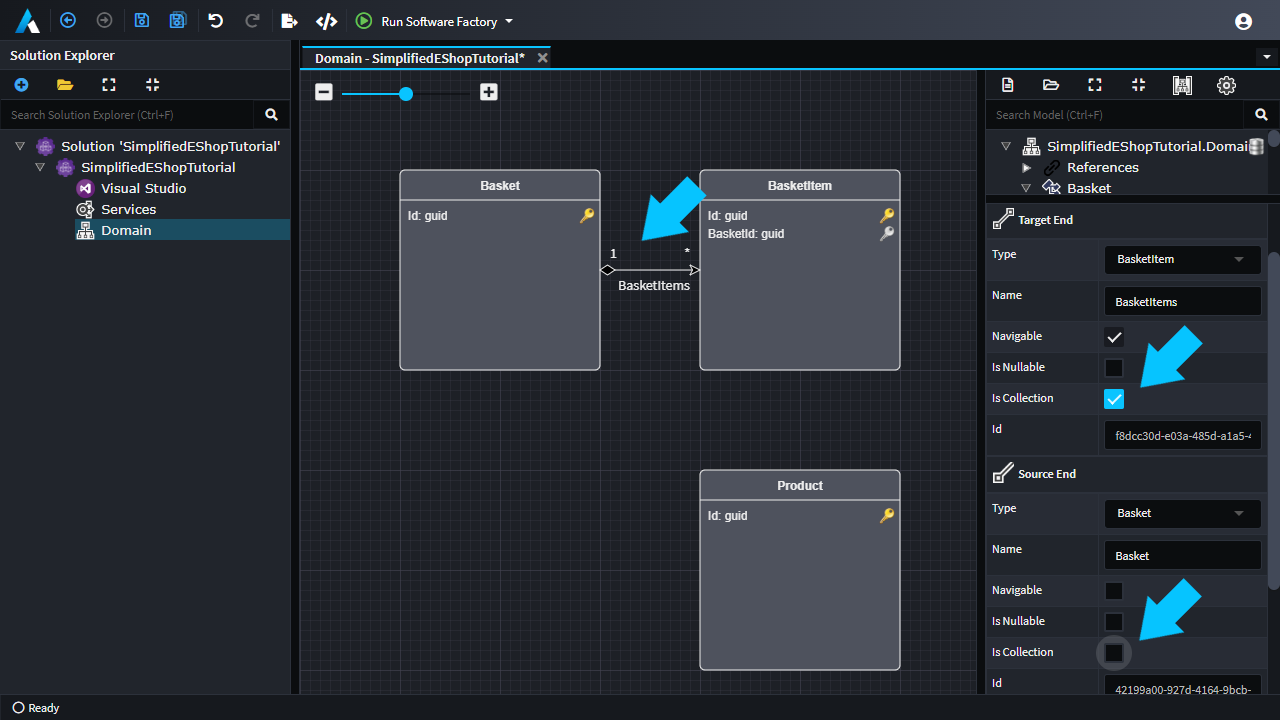 Run Software Factory
Solution Explorer
Search Solution Explorer (Ctrl+F)
Solution 'SimplifiedEShopTutorial'
SimplifiedEShopTutorial
Visual Studio
Services
Domain
Domain - SimplifiedEShopTutorial*
Basket
Id: guid
1
*
BasketItems
BasketItem
Id: guid
BasketId: guid
Product
Id: guid
Search Model (Ctrl+F)
SimplifiedEShopTutorial.Domai
References
Basket
Target End
Type BasketItem
Name BasketItems
Navigable
Is Nullable
Is Collection
Id f8dcc30d-e03a-485d-a1a5-4
Source End
Type Basket
Name Basket
Navigable
Is Nullable
Is Collection
Id 42199a00-927d-4164-9bcb-
Ready